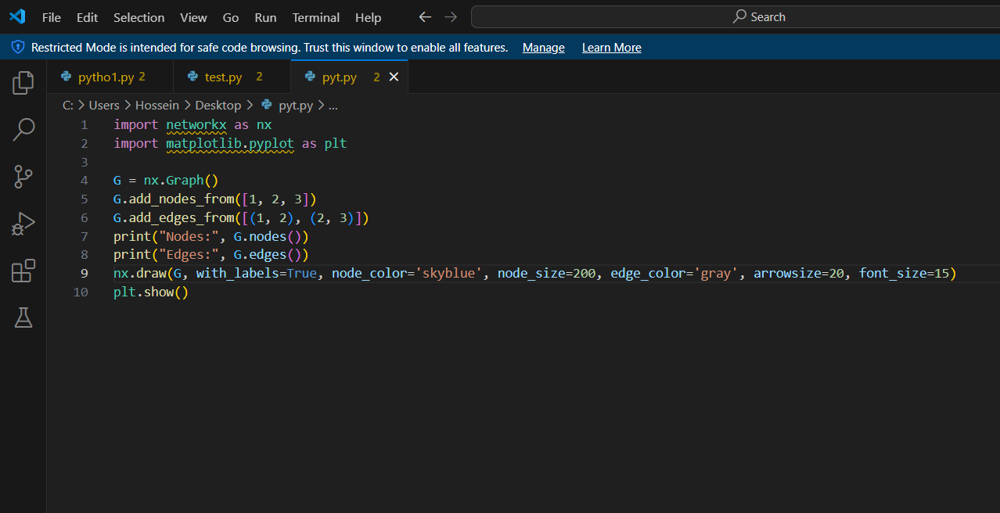 File Edit Selection View Go Run Terminal Help Search
Restricted Mode is intended for safe code browsing. Trust this window to enable all features. Manage Learn More
pytho1.py 2 test.py 2 pyt.py 2
C: > Users > Hossein > Desktop > pyt.py > ...
1 import networkx as nx
2 import matplotlib.pyplot as plt
3
4 G = nx.Graph()
5 G.add_nodes_from([1, 2, 3])
6 G.add_edges_from([(1, 2), (2, 3)])
7 print("Nodes:", G.nodes())
8 print("Edges:", G.edges())
9 nx.draw(G, with_labels=True, node_color='skyblue', node_size=200, edge_color='gray', arrowsize=20, font_size=15)
10 plt.show()